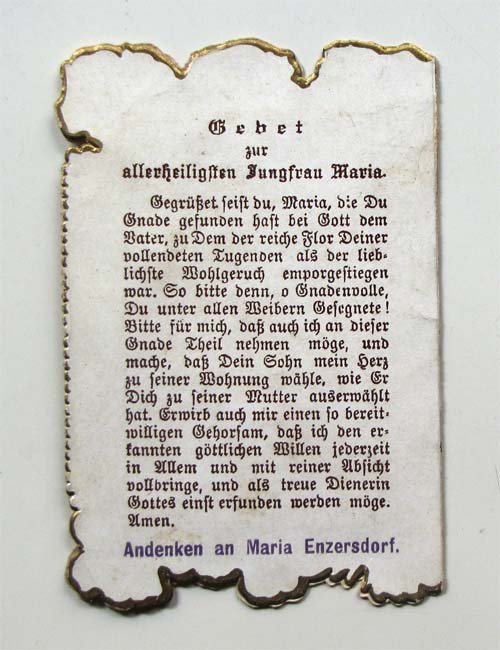 Gebet
zur
allerheiligsten Jungfrau Maria.
Gegrüßet seist du, Maria, die Du
Gnade gefunden hast bei Gott dem
Vater, zu Dem der reiche Flor Deiner
vollendeten Tugenden als der lieb-
lichste Wohlgeruch emporgestiegen
war. So bitte denn, o Gnadenvolle,
Du unter allen Weibern Gesegnete!
Bitte für mich, daß auch ich an dieser
Gnade Theil nehmen möge, und
mache, daß Dein Sohn mein Herz
zu seiner Wohnung wähle, wie Er
Dich zu seiner Mutter auserwählt
hat. Erwirb auch mir einen so bereit-
willigen Gehorsam, daß ich den er-
kannten göttlichen Willen jederzeit
in Allem und mit reiner Absicht
vollbringe, und als treue Dienerin
Gottes einst erfunden werden möge.
Amen.
Andenken an Maria Enzersdorf.